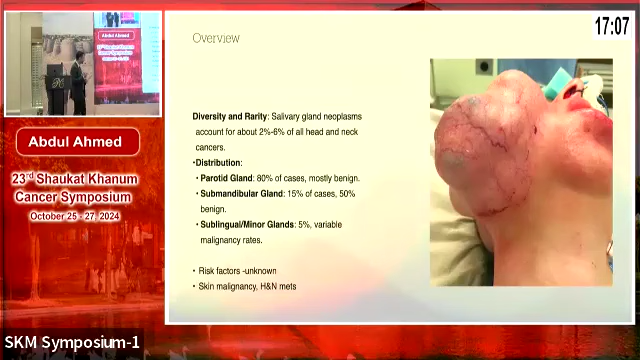 17:07
Overview
Abdul Ahmed
Abdul Ahmed
23rd Shaukat Khanum
Cancer Symposium
October 25 - 27, 2024
Diversity and Rarity: Salivary gland neoplasms
account for about 2%-6% of all head and neck
cancers.
•Distribution:
• Parotid Gland: 80% of cases, mostly benign.
• Submandibular Gland: 15% of cases, 50%
benign.
• Sublingual/Minor Glands: 5%, variable
malignancy rates.
• Risk factors -unknown
• Skin malignancy, H&N mets
SKM Symposium-1